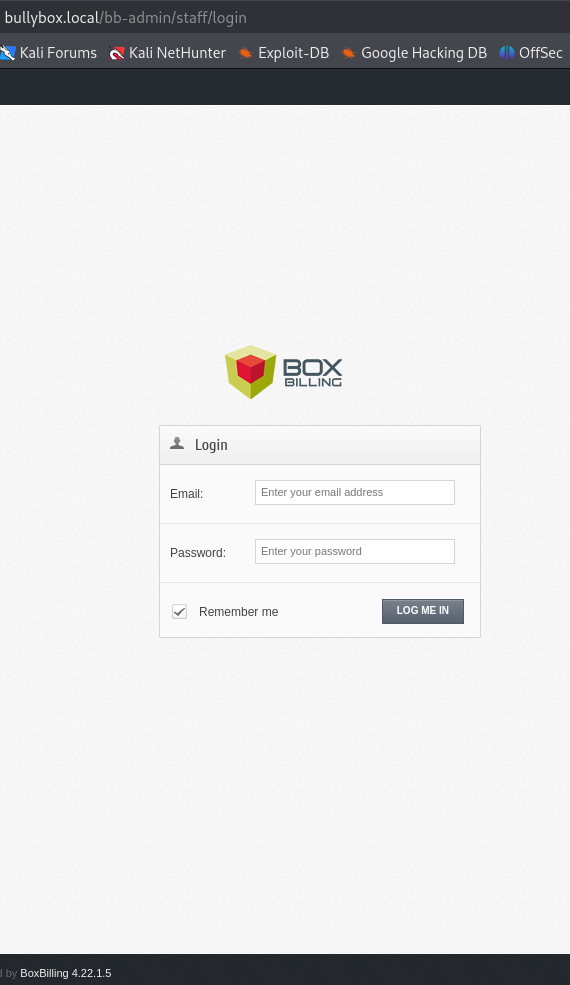 bullybox.local/bb-admin/staff/login
Kali Forums Kali NetHunter Exploit-DB Google Hacking DB OffSec
BOX
BILLING
Login
Email: Enter your email address
Password: Enter your password
Remember me LOG ME IN
by BoxBilling 4.22.1.5